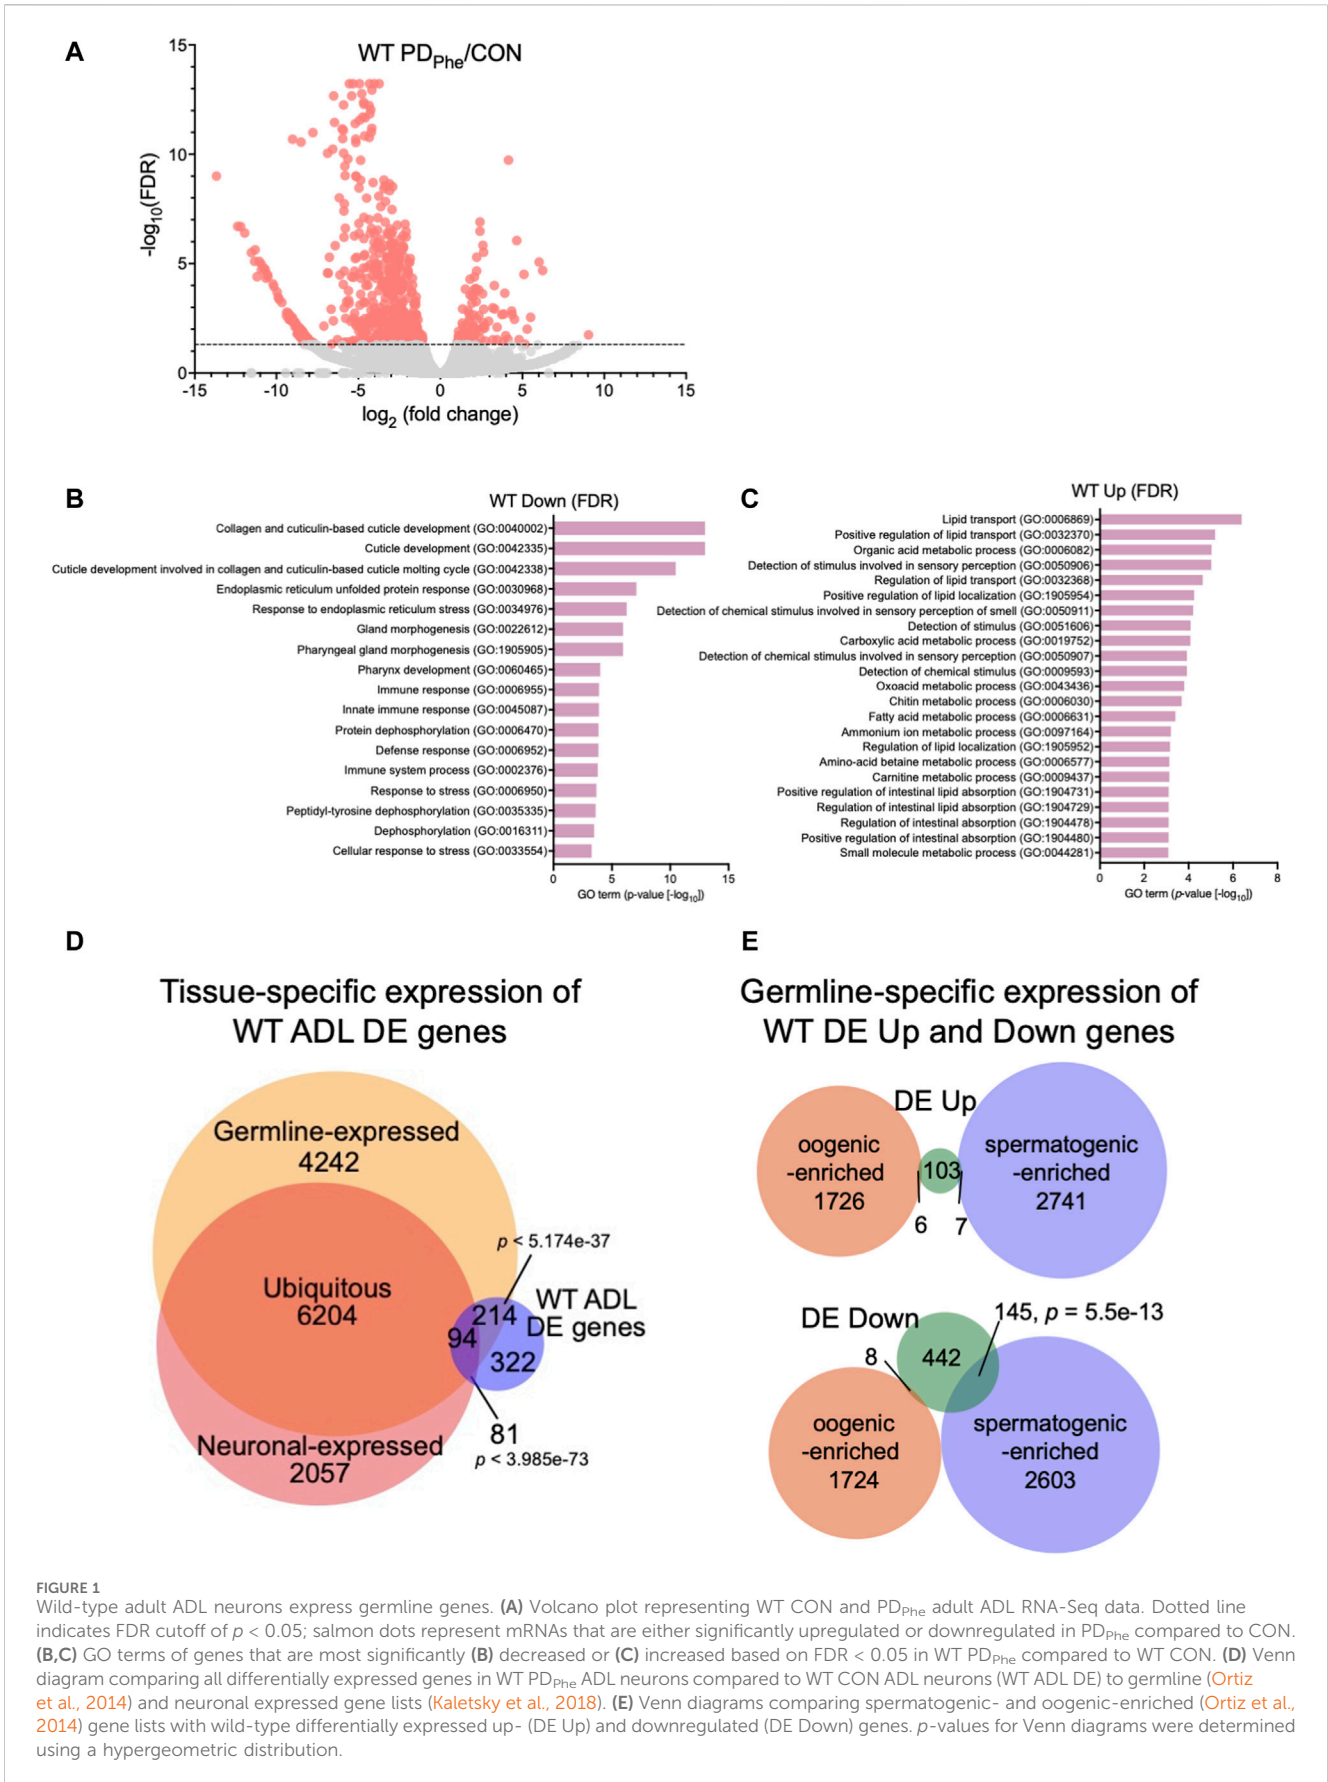 A
WT PDPhe/CON
15
10
5
0
-log10(FDR)
-15
-10
-5
0
5
10
15
log2 (fold change)
B
WT Down (FDR)
Collagen and cuticulin-based cuticle development (GO:0040002)
Cuticle development (GO:0042335)
Cuticle development involved in collagen and cuticulin-based cuticle molting cycle (GO:0042338)
Endoplasmic reticulum unfolded protein response (GO:0030968)
Response to endoplasmic reticulum stress (GO:0034976)
Gland morphogenesis (GO:0022612)
Pharyngeal gland morphogenesis (GO:1905905)
Pharynx development (GO:0060465)
Immune response (GO:0006955)
Innate immune response (GO:0045087)
Protein dephosphorylation (GO:0006470)
Defense response (GO:0006952)
Immune system process (GO:0002376)
Response to stress (GO:0006950)
Peptidyl-tyrosine dephosphorylation (GO:0035335)
Dephosphorylation (GO:0016311)
Cellular response to stress (GO:0033554)
0
5
10
15
GO term (p-value [-log10])
C
WT Up (FDR)
Lipid transport (GO:0006869)
Positive regulation of lipid transport (GO:0032370)
Organic acid metabolic process (GO:0006082)
Detection of stimulus involved in sensory perception (GO:0050906)
Regulation of lipid transport (GO:0032368)
Positive regulation of lipid localization (GO:1905954)
Detection of chemical stimulus involved in sensory perception of smell (GO:0050911)
Detection of stimulus (GO:0051606)
Carboxylic acid metabolic process (GO:0019752)
Detection of chemical stimulus involved in sensory perception (GO:0050907)
Detection of chemical stimulus (GO:0009593)
Oxoacid metabolic process (GO:0043436)
Chitin metabolic process (GO:0006030)
Fatty acid metabolic process (GO:0006631)
Ammonium ion metabolic process (GO:0097164)
Regulation of lipid localization (GO:1905952)
Amino-acid betaine metabolic process (GO:0006577)
Carnitine metabolic process (GO:0009437)
Positive regulation of intestinal lipid absorption (GO:1904731)
Regulation of intestinal lipid absorption (GO:1904729)
Regulation of intestinal absorption (GO:1904478)
Positive regulation of intestinal absorption (GO:1904480)
Small molecule metabolic process (GO:0044281)
0
2
4
6
8
GO term (p-value [-log10])
D
Tissue-specific expression of
WT ADL DE genes
Germline-expressed
4242
p < 5.174e-37
Ubiquitous
6204
214
WT ADL
DE genes
94
322
81
p < 3.985e-73
Neuronal-expressed
2057
E
Germline-specific expression of
WT DE Up and Down genes
DE Up
oogenic
-enriched
1726
103
spermatogenic
-enriched
2741
6
7
DE Down
145, p = 5.5e-13
8
442
oogenic
-enriched
1724
spermatogenic
-enriched
2603
FIGURE 1
Wild-type adult ADL neurons express germline genes. (A) Volcano plot representing WT CON and PDPhe adult ADL RNA-Seq data. Dotted line
indicates FDR cutoff of p < 0.05; salmon dots represent mRNAs that are either significantly upregulated or downregulated in PDPhe compared to CON.
(B,C) GO terms of genes that are most significantly (B) decreased or (C) increased based on FDR < 0.05 in WT PDPhe compared to WT CON. (D) Venn
diagram comparing all differentially expressed genes in WT PDPhe ADL neurons compared to WT CON ADL neurons (WT ADL DE) to germline (Ortiz
et al., 2014) and neuronal expressed gene lists (Kaletsky et al., 2018). (E) Venn diagrams comparing spermatogenic- and oogenic-enriched (Ortiz et al.,
2014) gene lists with wild-type differentially expressed up- (DE Up) and downregulated (DE Down) genes. p-values for Venn diagrams were determined
using a hypergeometric distribution.